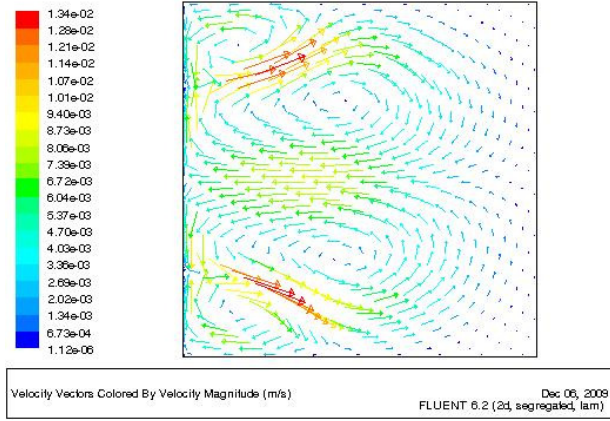 1.34e-02
1.28e-02
1.21e-02
1.14e-02
1.07e-02
1.01e-02
9.40e-03
8.73e-03
8.06e-03
7.39e-03
6.72e-03
6.04e-03
5.37e-03
4.70e-03
4.03e-03
3.36e-03
2.69e-03
2.02e-03
1.34e-03
6.73e-04
1.12e-06
Velocity Vectors Colored By Velocity Magnitude (m/s)
Dec 06, 2009
FLUENT 6.2 (2d, segregated, lam)